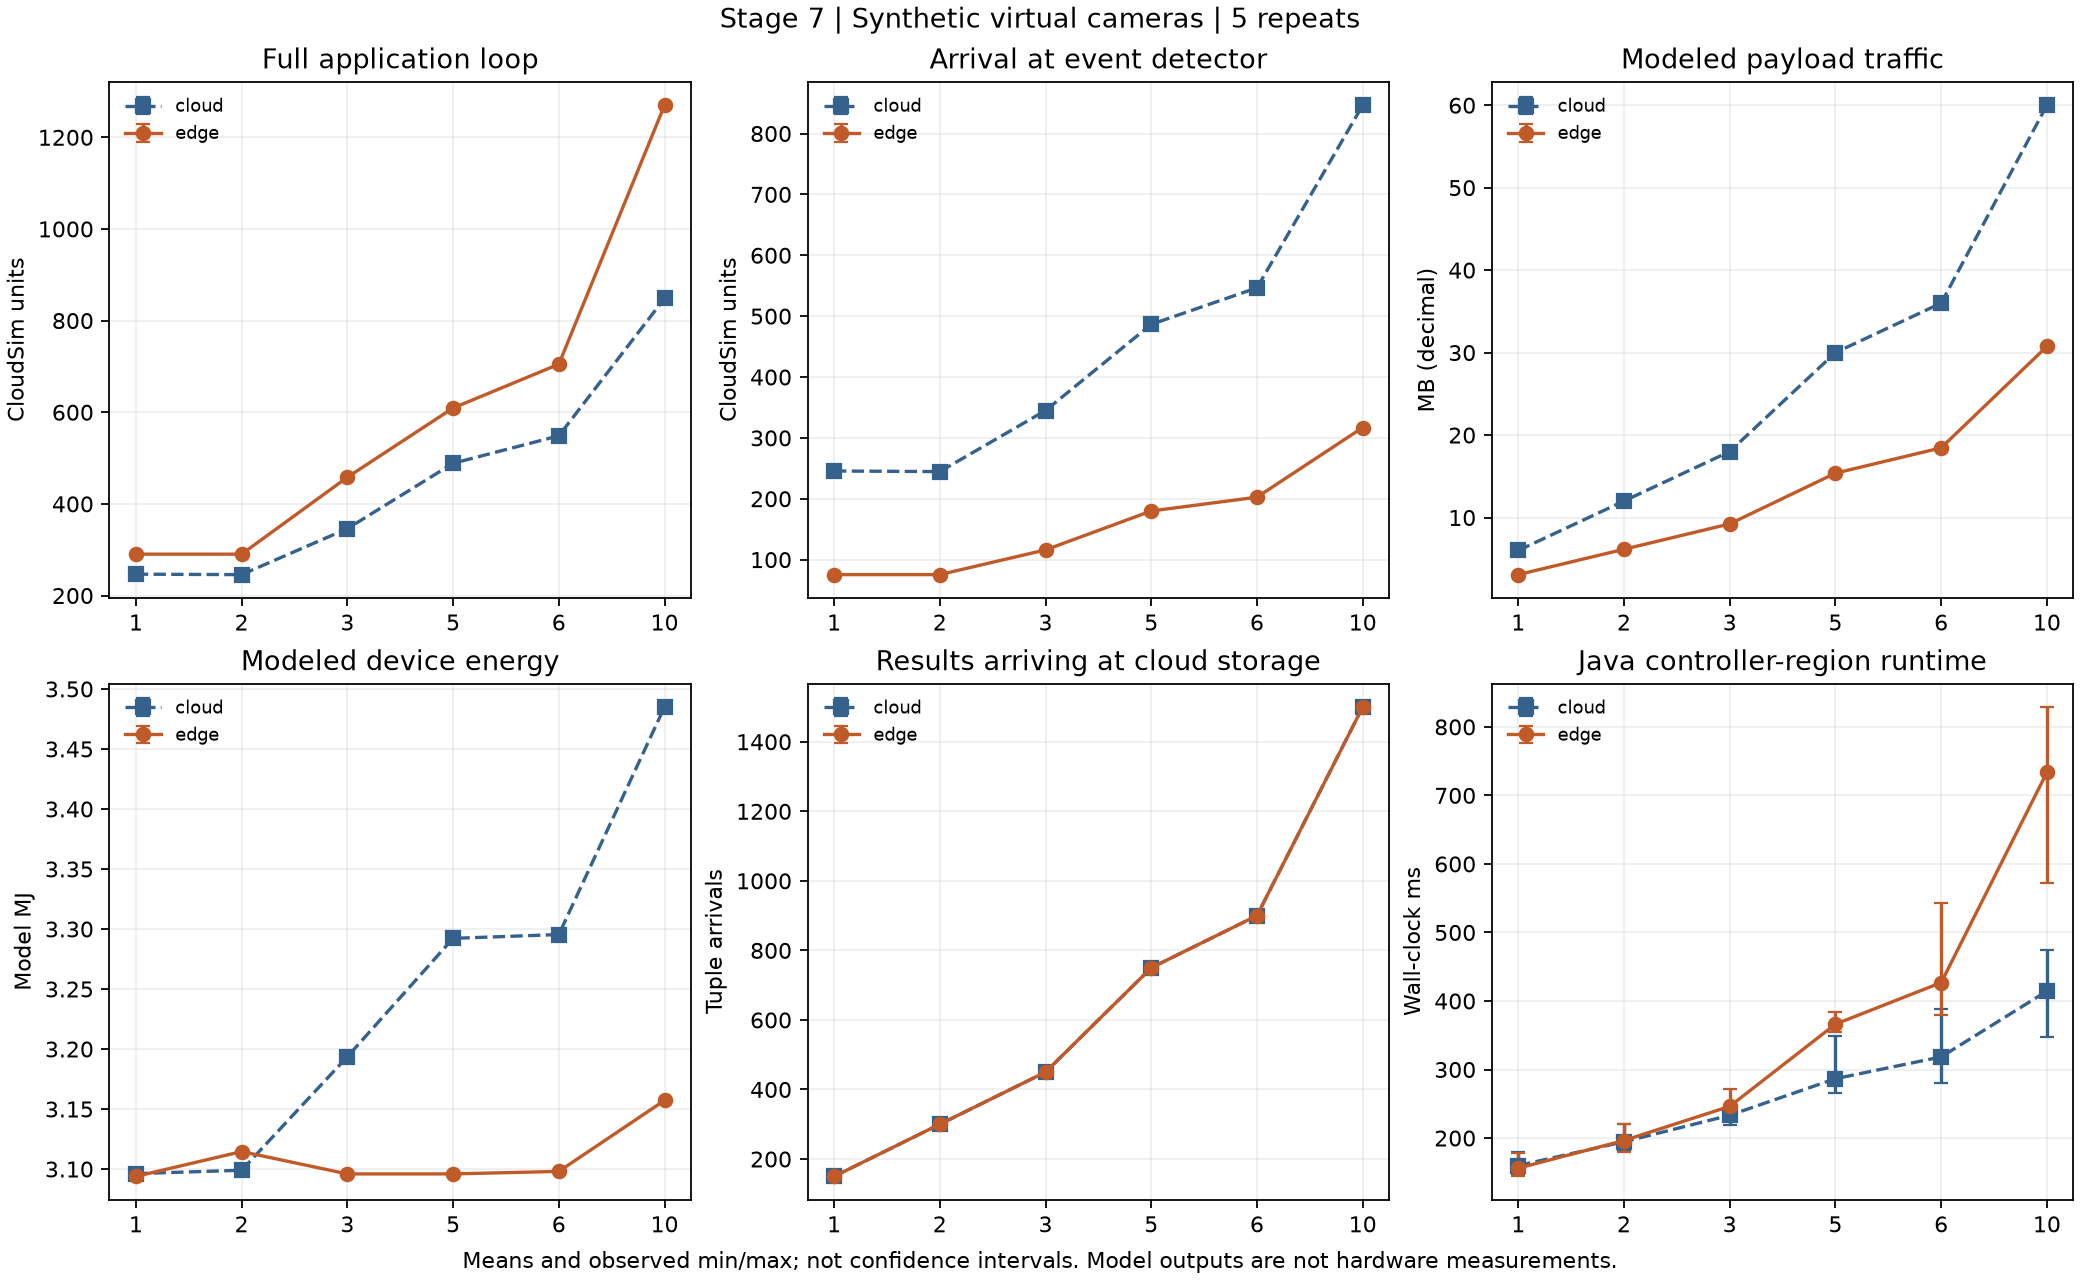 Stage 7 | Synthetic virtual cameras | 5 repeats
Full application loop
cloud
edge
CloudSim units
1200
1000
800
600
400
200
1 2 3 5 6 10
Arrival at event detector
cloud
edge
CloudSim units
800
700
600
500
400
300
200
100
1 2 3 5 6 10
Modeled payload traffic
cloud
edge
MB (decimal)
60
50
40
30
20
10
1 2 3 5 6 10
Modeled device energy
cloud
edge
Model MJ
3.50
3.45
3.40
3.35
3.30
3.25
3.20
3.15
3.10
1 2 3 5 6 10
Results arriving at cloud storage
cloud
edge
Tuple arrivals
1400
1200
1000
800
600
400
200
1 2 3 5 6 10
Java controller-region runtime
cloud
edge
Wall-clock ms
800
700
600
500
400
300
200
1 2 3 5 6 10
Means and observed min/max; not confidence intervals. Model outputs are not hardware measurements.